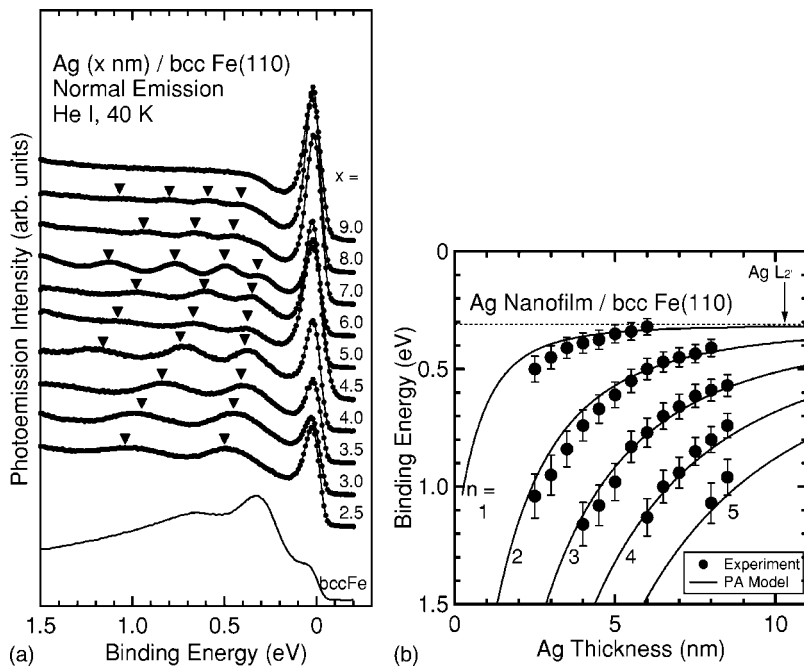 Ag (x nm) / bcc Fe(110)
Normal Emission
He I, 40 K
x =
9.0
8.0
7.0
6.0
5.0
4.5
4.0
3.5
3.0
2.5
bccFe
Photoemission Intensity (arb. units)
1.5 1.0 0.5 0
Binding Energy (eV)
(a)
Ag L2'
Ag Nanofilm / bcc Fe(110)
0
0.5
1.0
1.5
Binding Energy (eV)
n =
1
2
3
4
5
Experiment
PA Model
0 5 10
Ag Thickness (nm)
(b)